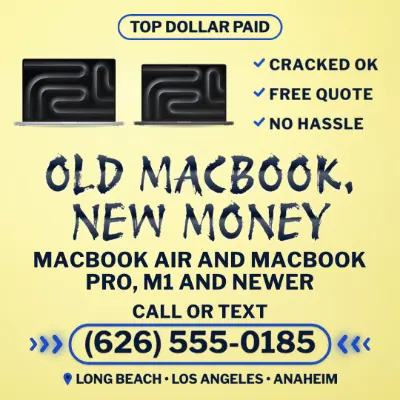 TOP DOLLAR PAID
CRACKED OK
FREE QUOTE
NO HASSLE
OLD MACBOOK,
NEW MONEY
MACBOOK AIR AND MACBOOK
PRO, M1 AND NEWER
CALL OR TEXT
(626) 555-0185
LONG BEACH • LOS ANGELES • ANAHEIM